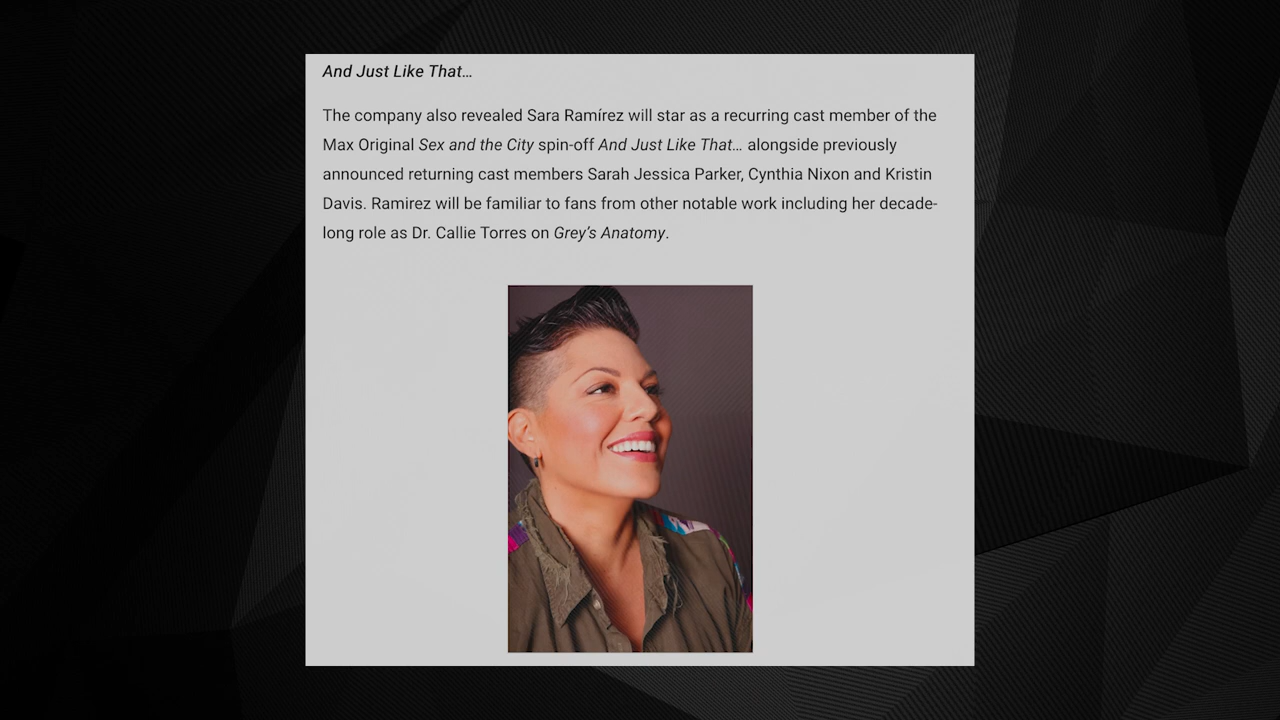 And Just Like That…
The company also revealed Sara Ramírez will star as a recurring cast member of the
Max Original Sex and the City spin-off And Just Like That… alongside previously
announced returning cast members Sarah Jessica Parker, Cynthia Nixon and Kristin
Davis. Ramirez will be familiar to fans from other notable work including her decade-
long role as Dr. Callie Torres on Grey’s Anatomy.